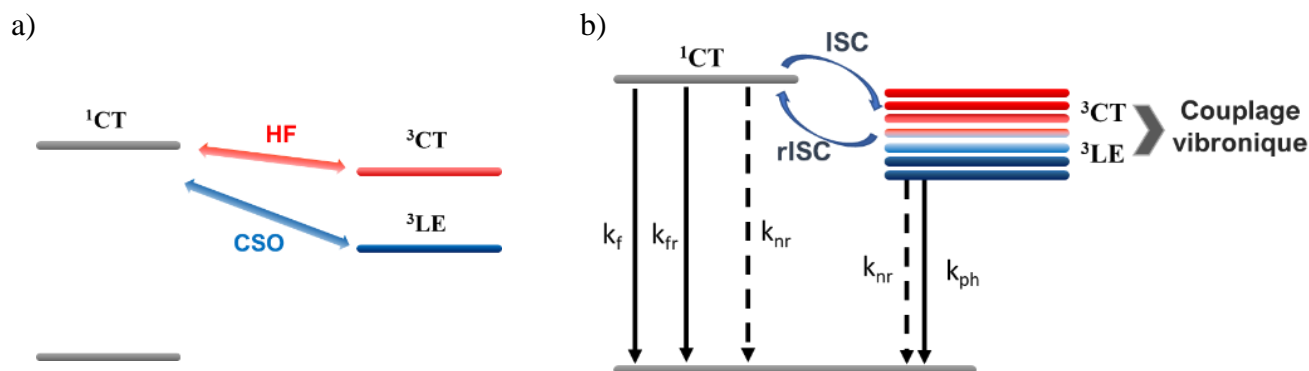 a)
¹CT
HF
³CT
CSO
³LE
b)
ISC
¹CT
rISC
³CT
³LE
Couplage
vibronique
k_f
k_fr
k_nr
k_nr
k_ph